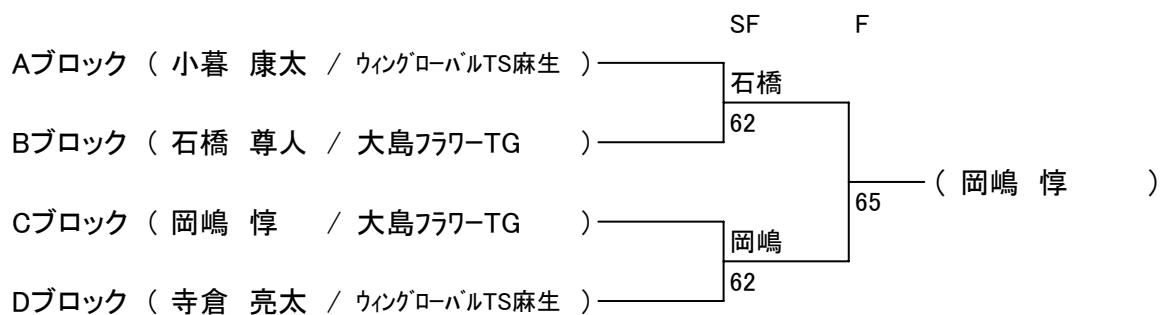 SF F
Aブロック ( 小暮 康太 / ウィングローバルTS麻生 )
石橋
62
Bブロック ( 石橋 尊人 / 大島フラワーTG )
( 岡嶋 惇 )
65
Cブロック ( 岡嶋 惇 / 大島フラワーTG )
岡嶋
62
Dブロック ( 寺倉 亮太 / ウィングローバルTS麻生 )